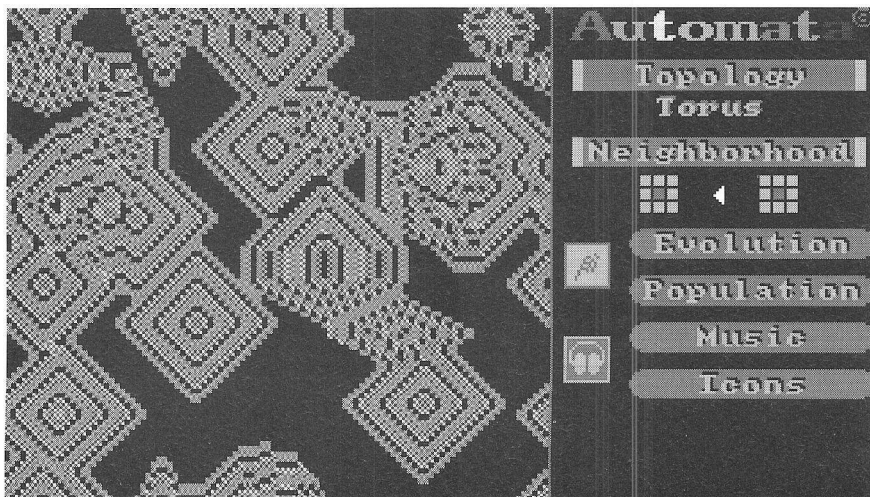 Automata©
Topology
Torus
Neighborhood
Evolution
Population
Music
Icons